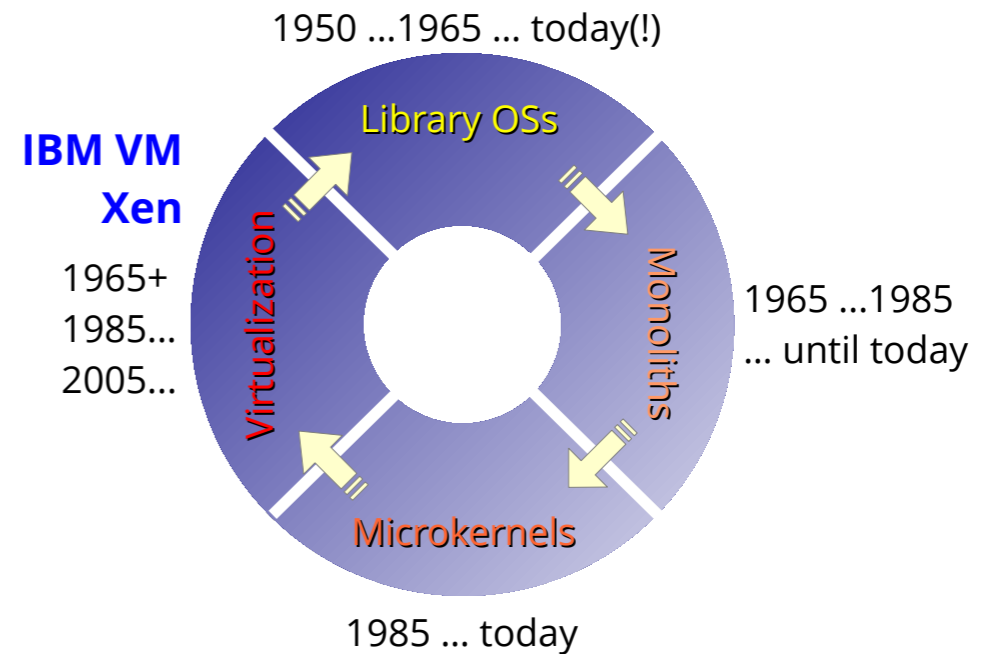 1950 ...1965 ... today(!)
Library OSs
IBM VM
Xen
1965+
1985...
2005...
Virtualization
Monoliths
1965 ...1985
... until today
Microkernels
1985 ... today